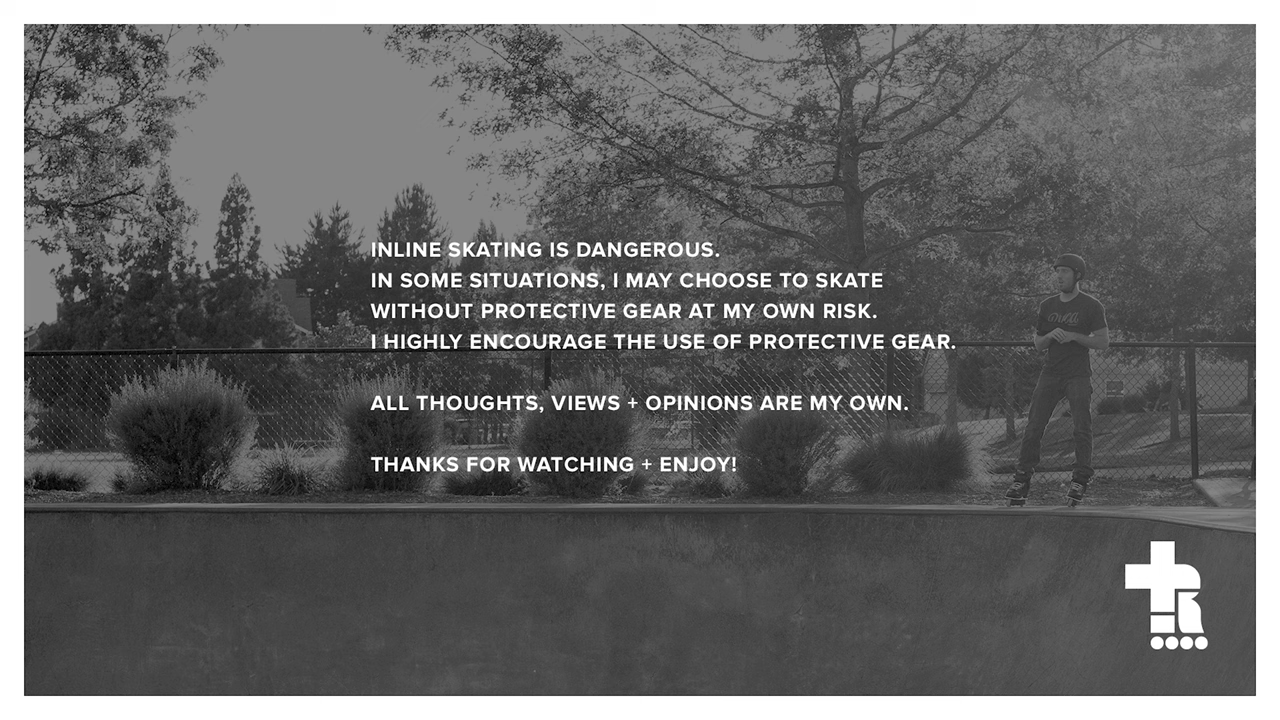 INLINE SKATING IS DANGEROUS.
IN SOME SITUATIONS, I MAY CHOOSE TO SKATE
WITHOUT PROTECTIVE GEAR AT MY OWN RISK.
I HIGHLY ENCOURAGE THE USE OF PROTECTIVE GEAR.
ALL THOUGHTS, VIEWS + OPINIONS ARE MY OWN.
THANKS FOR WATCHING + ENJOY!